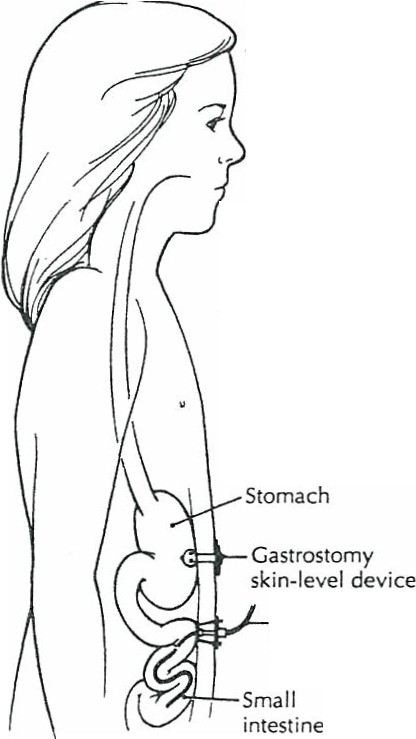 Stomach
Gastrostomy
skin-level device
Small
intestine